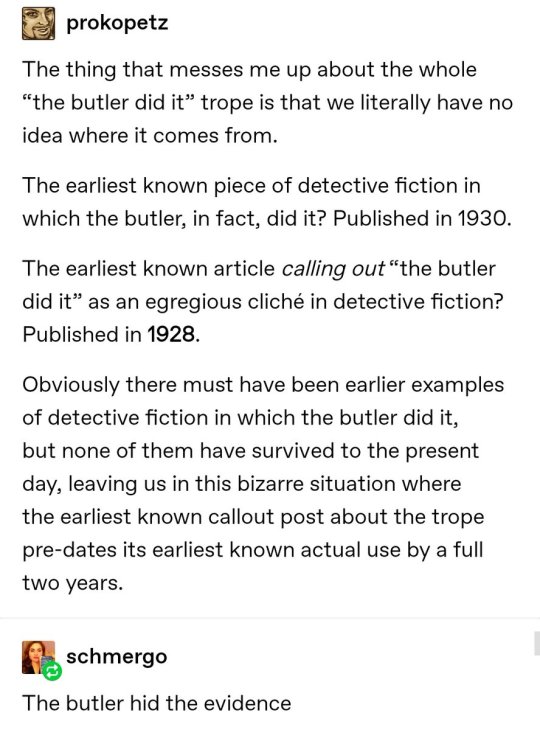 prokopetz
The thing that messes me up about the whole
“the butler did it” trope is that we literally have no
idea where it comes from.
The earliest known piece of detective fiction in
which the butler, in fact, did it? Published in 1930.
The earliest known article calling out “the butler
did it” as an egregious cliché in detective fiction?
Published in 1928.
Obviously there must have been earlier examples
of detective fiction in which the butler did it,
but none of them have survived to the present
day, leaving us in this bizarre situation where
the earliest known callout post about the trope
pre-dates its earliest known actual use by a full
two years.
schmergo
The butler hid the evidence